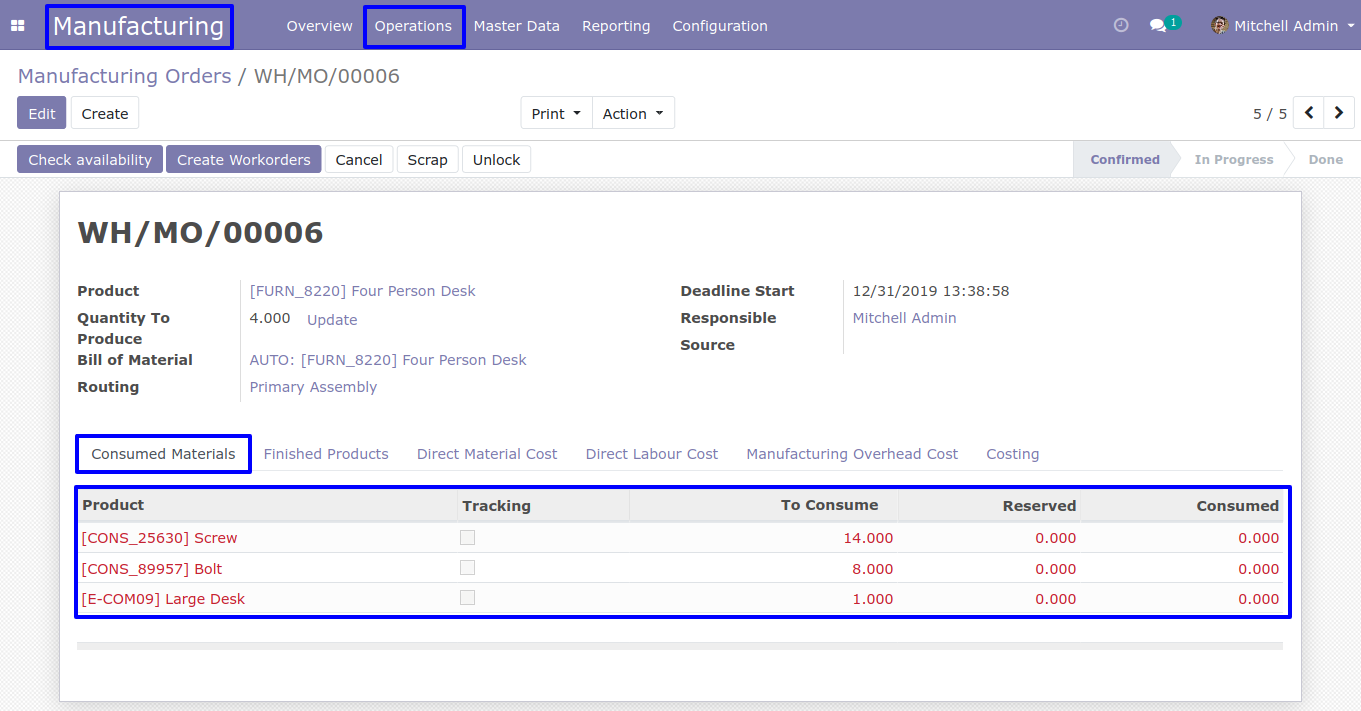 Manufacturing Overview Operations Master Data Reporting Configuration 1 Mitchell Admin
Manufacturing Orders / WH/MO/00006
Edit Create Print Action 5 / 5
Check availability Create Workorders Cancel Scrap Unlock Confirmed In Progress Done
WH/MO/00006
Product [FURN_8220] Four Person Desk
Quantity To Produce 4.000 Update
Bill of Material AUTO: [FURN_8220] Four Person Desk
Routing Primary Assembly
Deadline Start 12/31/2019 13:38:58
Responsible Mitchell Admin
Source
Consumed Materials Finished Products Direct Material Cost Direct Labour Cost Manufacturing Overhead Cost Costing
Product Tracking To Consume Reserved Consumed
[CONS_25630] Screw 14.000 0.000 0.000
[CONS_89957] Bolt 8.000 0.000 0.000
[E-COM09] Large Desk 1.000 0.000 0.000